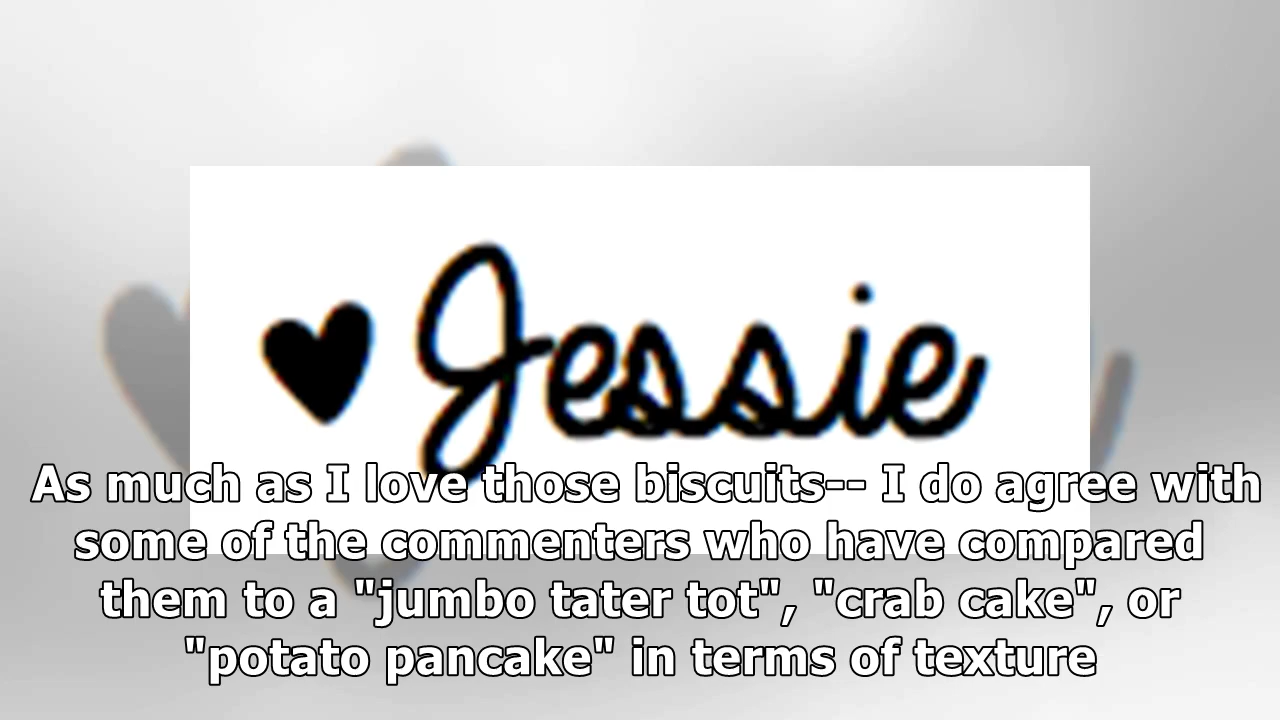 Jessie
As much as I love those biscuits-- I do agree with
some of the commenters who have compared
them to a "jumbo tater tot", "crab cake", or
"potato pancake" in terms of texture